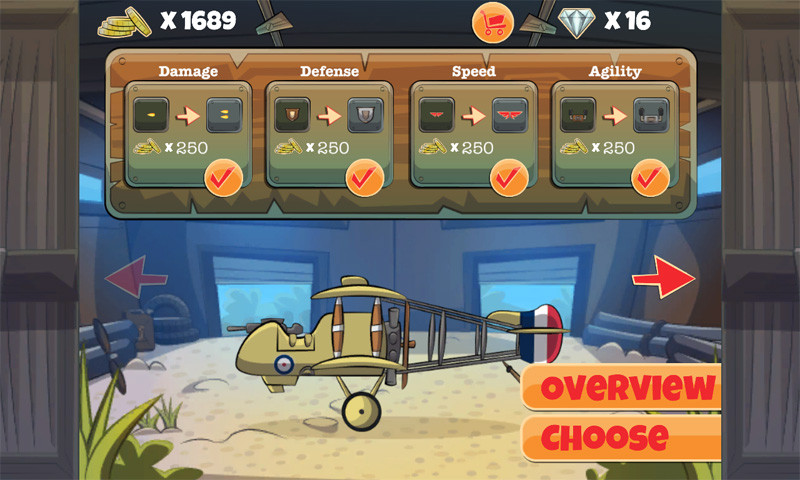 x 1689
x 16
Damage
Defense
Speed
Agility
x 250
x 250
x 250
x 250
OVERVIEW
CHOOSE